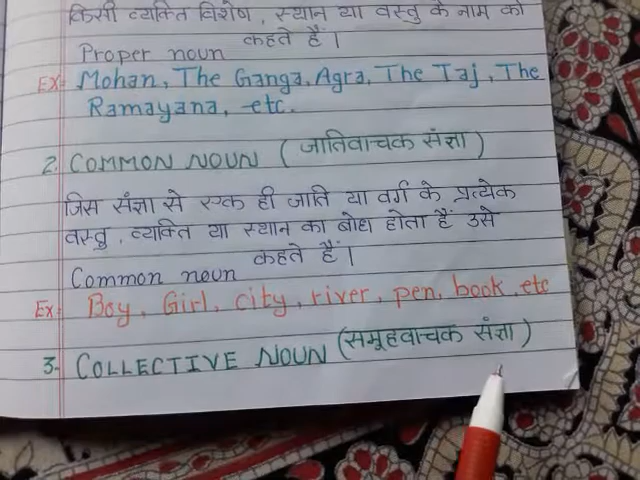 किसी व्यक्ति विशेष, स्थान या वस्तु के नाम को
Proper noun कहते हैं।
Ex: Mohan, The Ganga, Agra, The Taj, The
Ramayana, etc.
2. COMMON NOUN (जातिवाचक संज्ञा)
जिस संज्ञा से एक ही जाति या वर्ग के प्रत्येक
वस्तु, व्यक्ति या स्थान का बोध होता हैं उसे
Common noun कहते हैं।
Ex: Boy, Girl, city, river, pen, book, etc
3. COLLECTIVE NOUN (समूहवाचक संज्ञा)